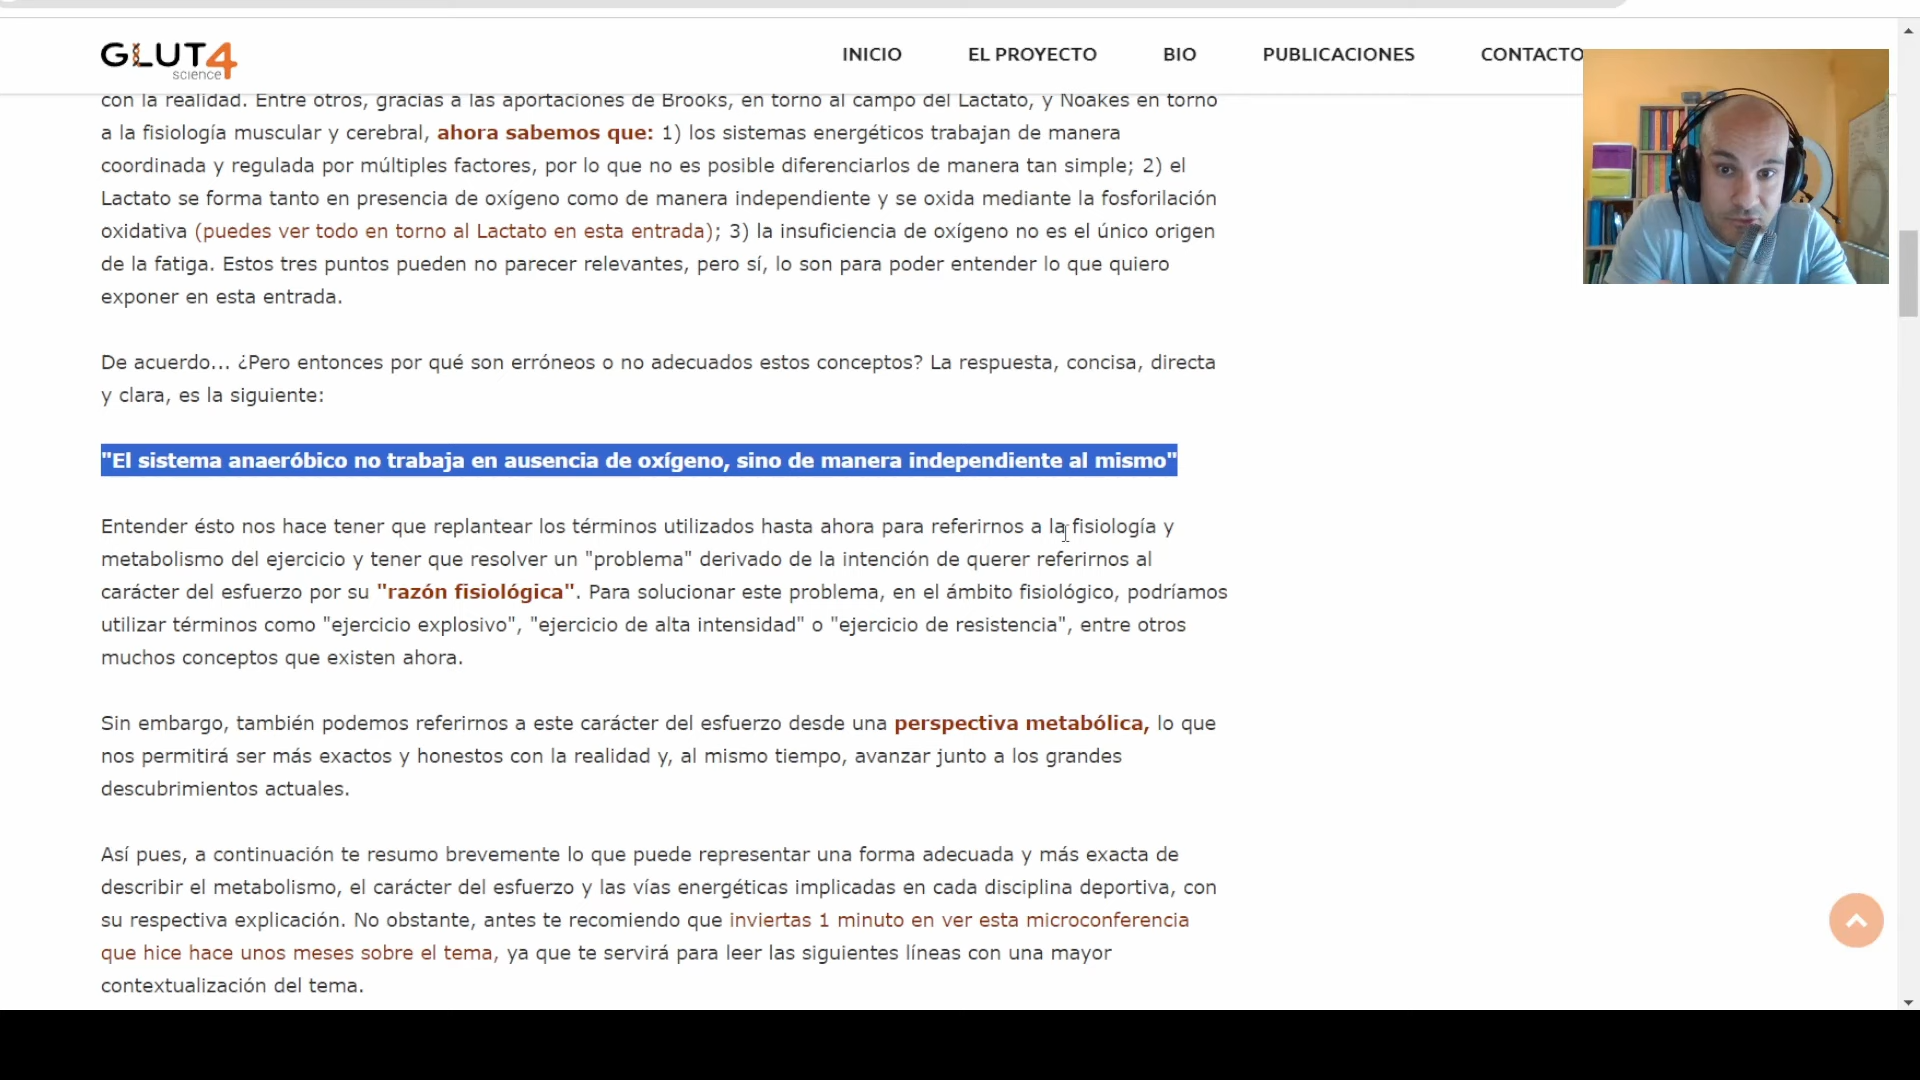 GLUT4
science
INICIO
EL PROYECTO
BIO
PUBLICACIONES
CONTACTO
con la realidad. Entre otros, gracias a las aportaciones de Brooks, en torno al campo del Lactato, y Noakes en torno
a la fisiología muscular y cerebral, ahora sabemos que: 1) los sistemas energéticos trabajan de manera
coordinada y regulada por múltiples factores, por lo que no es posible diferenciarlos de manera tan simple; 2) el
Lactato se forma tanto en presencia de oxígeno como de manera independiente y se oxida mediante la fosforilación
oxidativa (puedes ver todo en torno al Lactato en esta entrada); 3) la insuficiencia de oxígeno no es el único origen
de la fatiga. Estos tres puntos pueden no parecer relevantes, pero sí, lo son para poder entender lo que quiero
exponer en esta entrada.
De acuerdo... ¿Pero entonces por qué son erróneos o no adecuados estos conceptos? La respuesta, concisa, directa
y clara, es la siguiente:
"El sistema anaeróbico no trabaja en ausencia de oxígeno, sino de manera independiente al mismo"
Entender ésto nos hace tener que replantear los términos utilizados hasta ahora para referirnos a la fisiología y
metabolismo del ejercicio y tener que resolver un "problema" derivado de la intención de querer referirnos al
carácter del esfuerzo por su "razón fisiológica". Para solucionar este problema, en el ámbito fisiológico, podríamos
utilizar términos como "ejercicio explosivo", "ejercicio de alta intensidad" o "ejercicio de resistencia", entre otros
muchos conceptos que existen ahora.
Sin embargo, también podemos referirnos a este carácter del esfuerzo desde una perspectiva metabólica, lo que
nos permitirá ser más exactos y honestos con la realidad y, al mismo tiempo, avanzar junto a los grandes
descubrimientos actuales.
Así pues, a continuación te resumo brevemente lo que puede representar una forma adecuada y más exacta de
describir el metabolismo, el carácter del esfuerzo y las vías energéticas implicadas en cada disciplina deportiva, con
su respectiva explicación. No obstante, antes te recomiendo que inviertas 1 minuto en ver esta microconferencia
que hice hace unos meses sobre el tema, ya que te servirá para leer las siguientes líneas con una mayor
contextualización del tema.